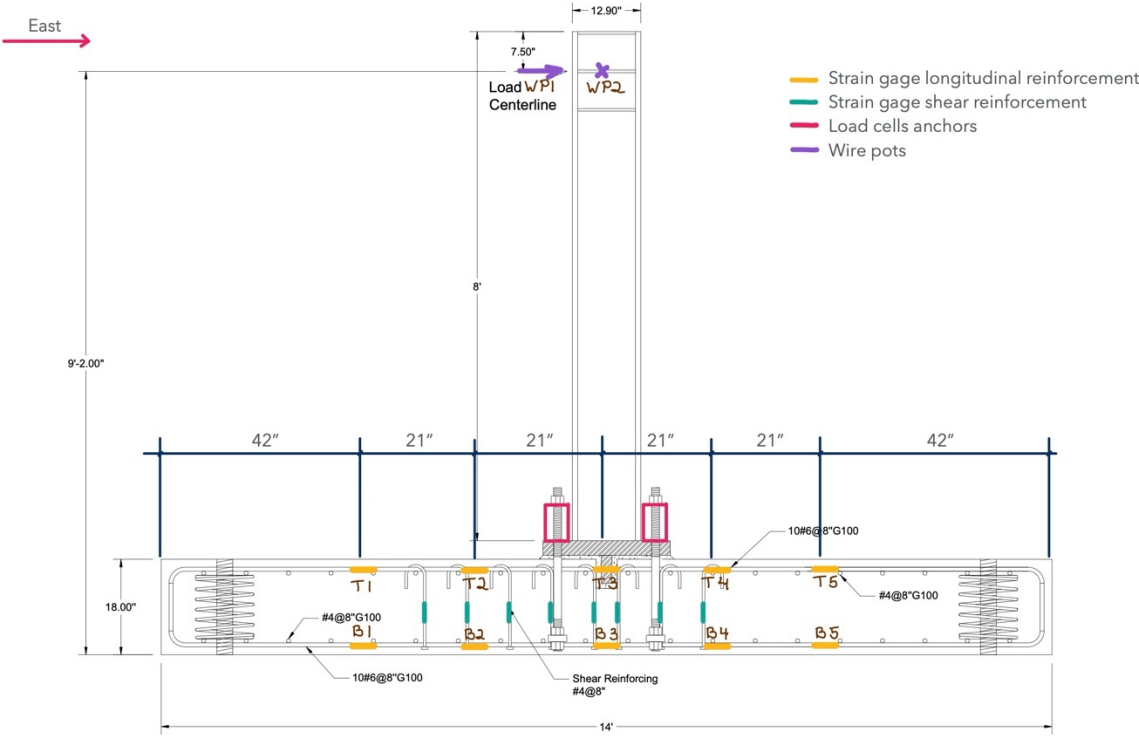 12.90"
East
7.50"
Load WP1
Centerline
WP2
Strain gage longitudinal reinforcement
Strain gage shear reinforcement
Load cells anchors
Wire pots
8'
9'-2.00"
42" 21" 21" 21" 21" 42"
10#6@8"G100
T1 T2 T3 T4 T5
#4@8"G100
18.00"
#4@8"G100
B1 B2 B3 B4 B5
10#6@8"G100
Shear Reinforcing
#4@8"
14'